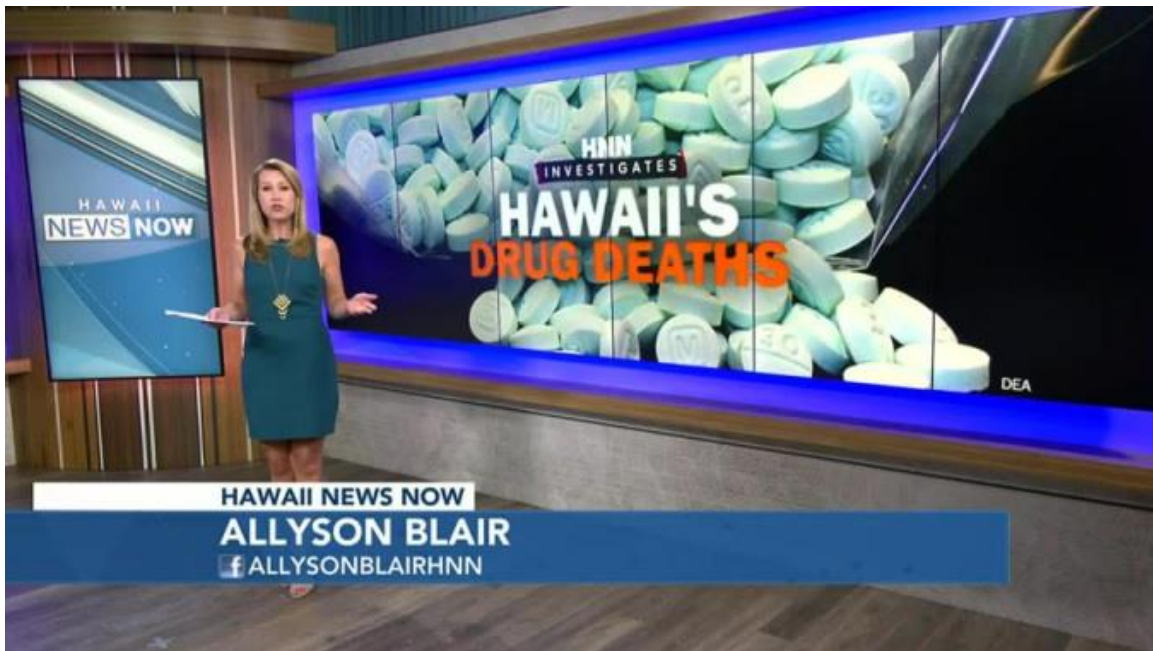 HAWAII
NEWS NOW
HNN
INVESTIGATES
HAWAII'S
DRUG DEATHS
M
M
DEA
HAWAII NEWS NOW
ALLYSON BLAIR
f ALLYSONBLAIRHNN